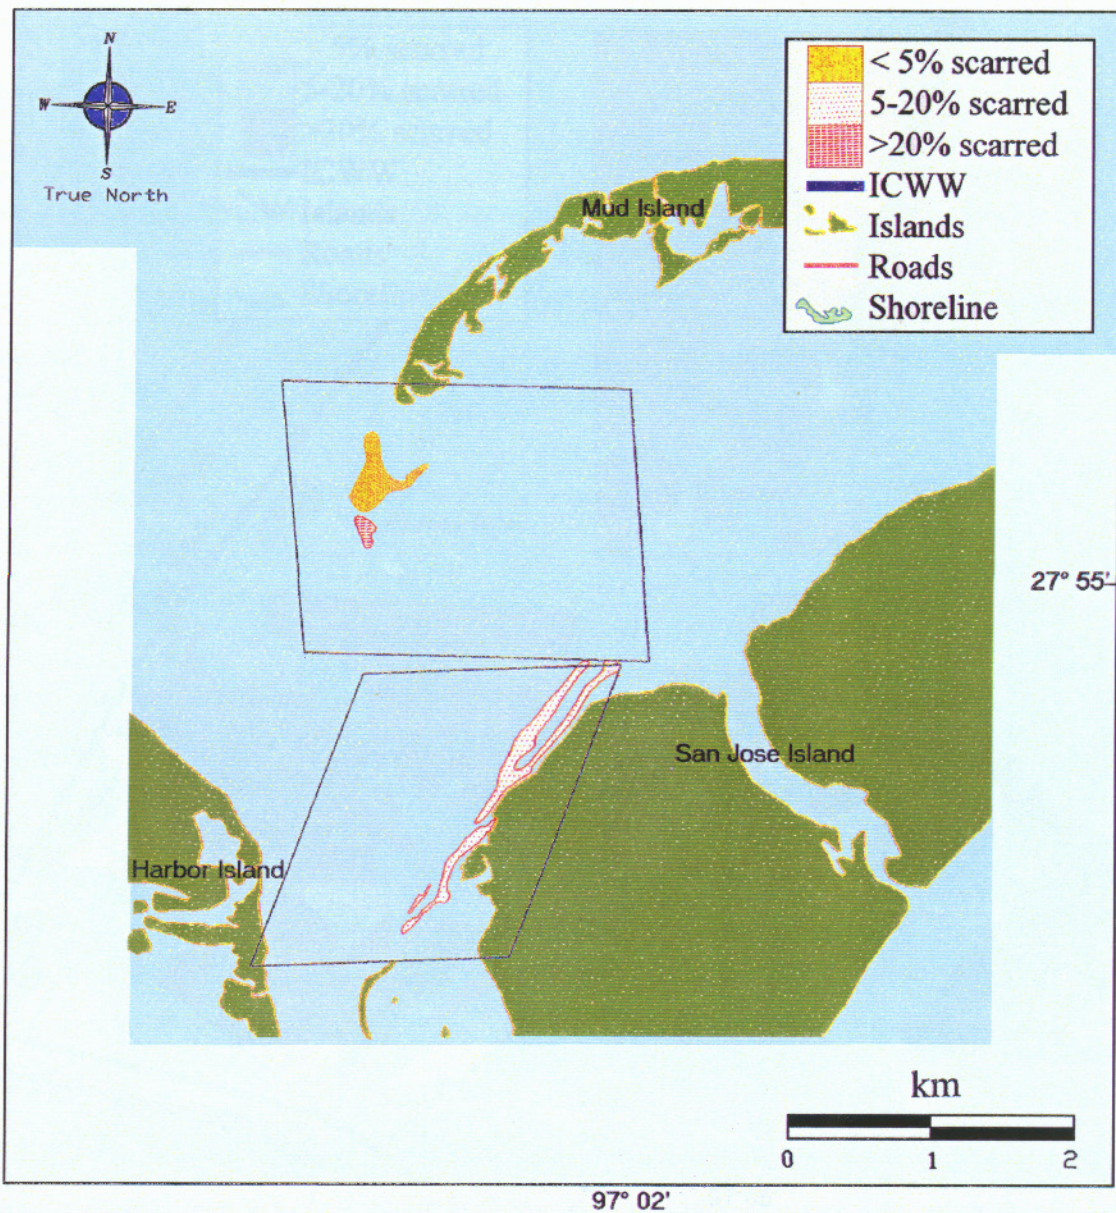 N
W E
S
True North
< 5% scarred
5-20% scarred
>20% scarred
ICWW
Islands
Roads
Shoreline
Mud Island
27° 55'
San Jose Island
Harbor Island
km
0 1 2
97° 02'